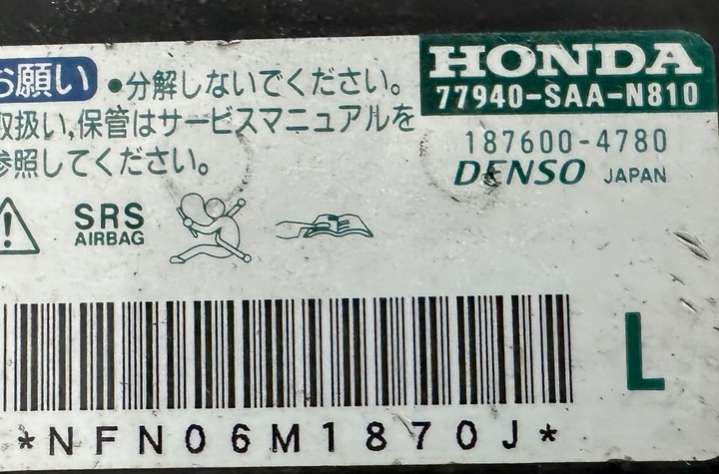 お願い ●分解しないでください。
取扱い,保管はサービスマニュアルを
参照してください。
HONDA
77940-SAA-N810
187600-4780
DENSO JAPAN
SRS
AIRBAG
L
*NFN06M1870J*